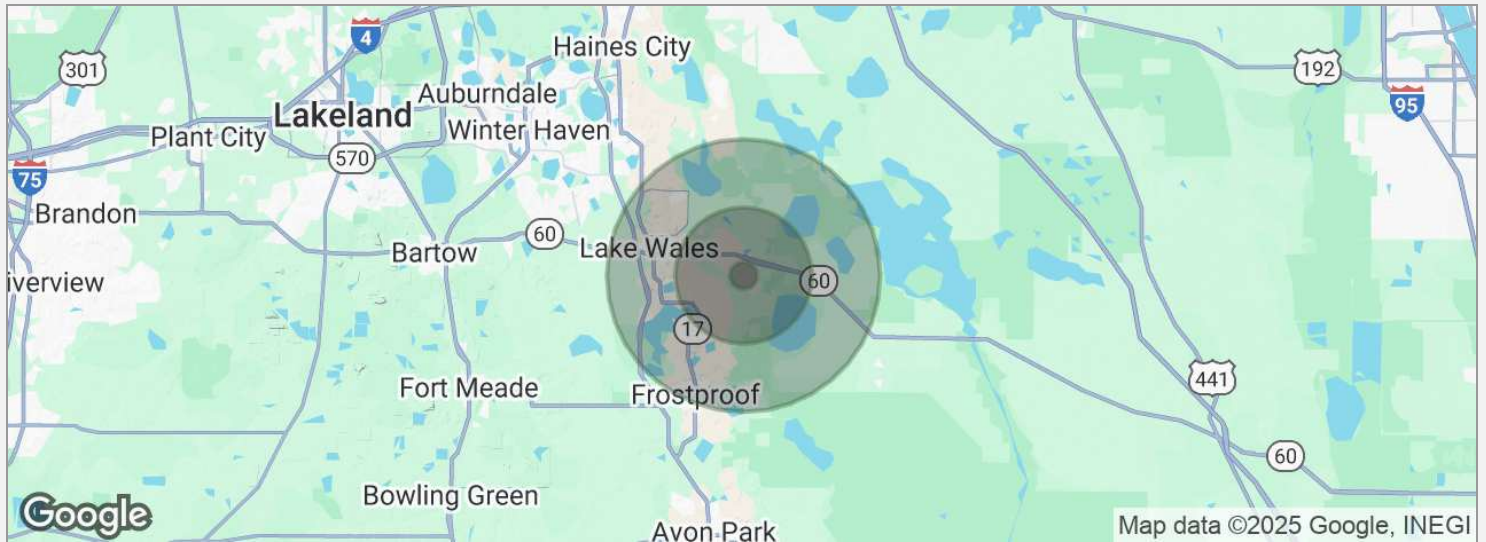 4
Haines City
301
192
Auburndale
95
Lakeland
Winter Haven
Plant City
570
75
Brandon
60
Lake Wales
Bartow
iverview
60
17
441
Fort Meade
Frostproof
60
Bowling Green
Google
Avon Park
Map data ©2025 Google, INEGI